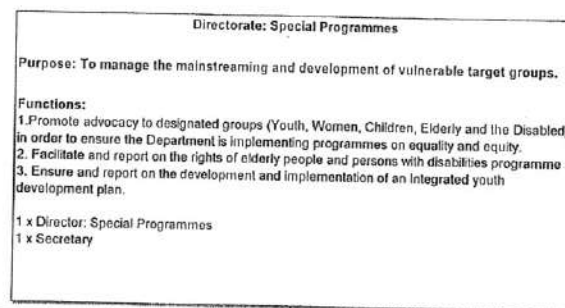 Directorate: Special Programmes
Purpose: To manage the mainstreaming and development of vulnerable target groups.
Functions:
1.Promote advocacy to designated groups (Youth, Women, Children, Elderly and the Disabled
in order to ensure the Department is implementing programmes on equality and equity.
2. Facilitate and report on the rights of elderly people and persons with disabilities programme
3. Ensure and report on the development and implementation of an Integrated youth
development plan.
1 x Director: Special Programmes
1 x Secretary